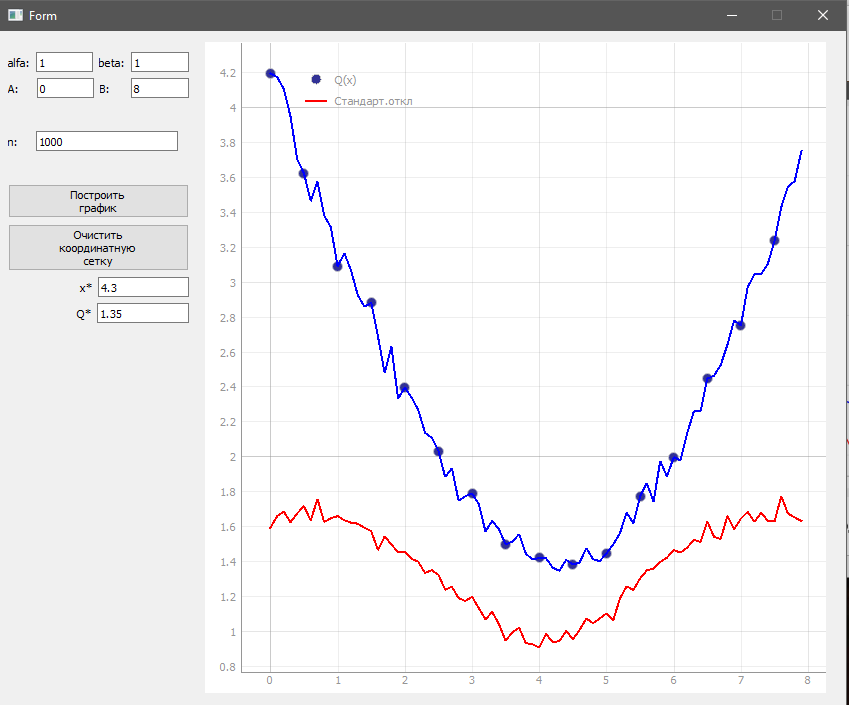 Form
alfa: 1 beta: 1
A: 0 B: 8
n: 1000
Построить
график
Очистить
координатную
сетку
x* 4.3
Q* 1.35
Q(x)
Стандарт.откл
4.2
4
3.8
3.6
3.4
3.2
3
2.8
2.6
2.4
2.2
2
1.8
1.6
1.4
1.2
1
0.8
0 1 2 3 4 5 6 7 8